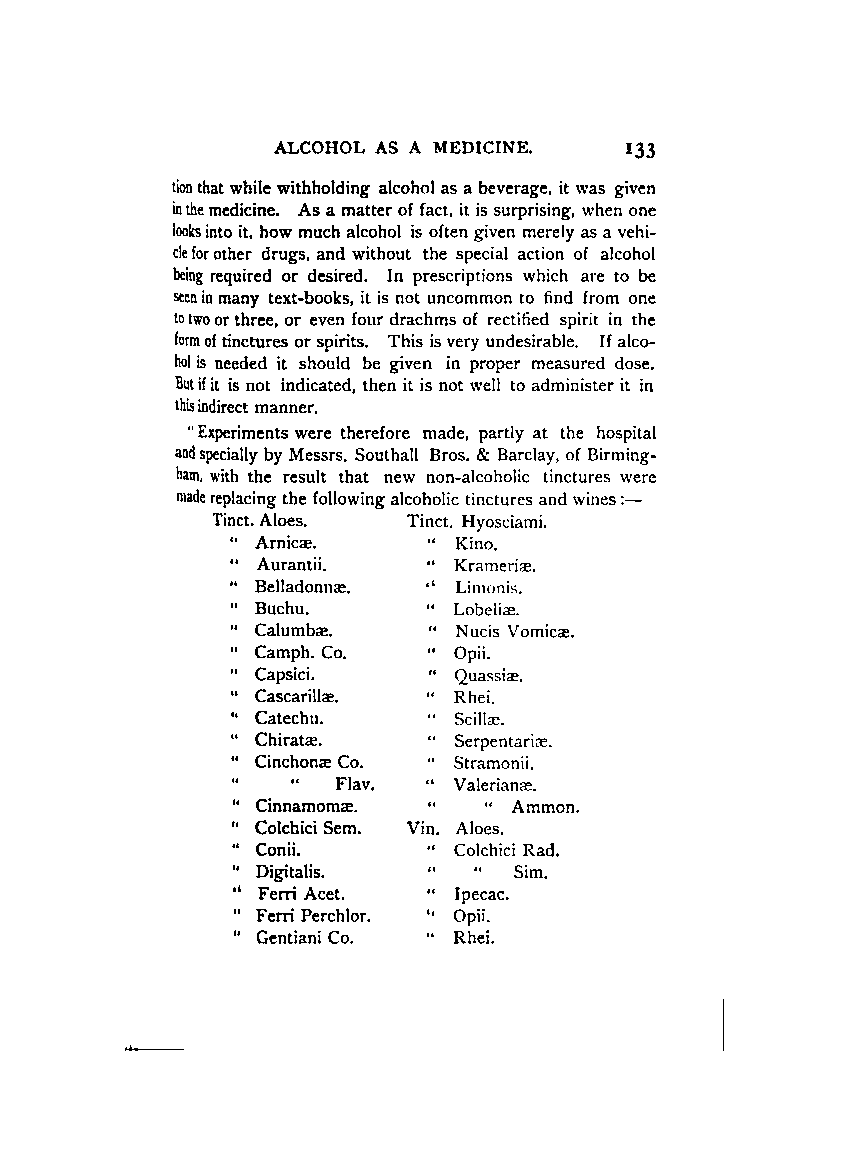 ALCOHOL AS A MEDICINE. 133
tion that while withholding alcohol as a beverage, it was given
in the medicine. As a matter of fact, it is surprising, when one
looks into it, how much alcohol is often given merely as a vehi-
cle for other drugs, and without the special action of alcohol
being required or desired. In prescriptions which are to be
seen in many text-books, it is not uncommon to find from one
to two or three, or even four drachms of rectified spirit in the
form of tinctures or spirits. This is very undesirable. If alco-
hol is needed it should be given in proper measured dose.
But if it is not indicated, then it is not well to administer it in
this indirect manner.
"Experiments were therefore made, partly at the hospital
and specially by Messrs. Southall Bros. & Barclay, of Birming-
ham, with the result that new non-alcoholic tinctures were
made replacing the following alcoholic tinctures and wines :—
Tinct. Aloes.
" Arnicæ.
" Aurantii.
" Belladonnæ.
" Buchu.
" Calumbæ.
" Camph. Co.
" Capsici.
" Cascarillæ.
" Catechu.
" Chiratæ.
" Cinchonæ Co.
" " Flav.
" Cinnamomæ.
" Colchici Sem.
" Conii.
" Digitalis.
" Ferri Acet.
" Ferri Perchlor.
" Gentiani Co.
Tinct. Hyosciami.
" Kino.
" Krameriæ.
" Limonis.
" Lobeliæ.
" Nucis Vomicæ.
" Opii.
" Quassiæ.
" Rhei.
" Scillæ.
" Serpentariæ.
" Stramonii.
" Valerianæ.
" " Ammon.
Vin. Aloes.
" Colchici Rad.
" " Sim.
" Ipecac.
" Opii.
" Rhei.